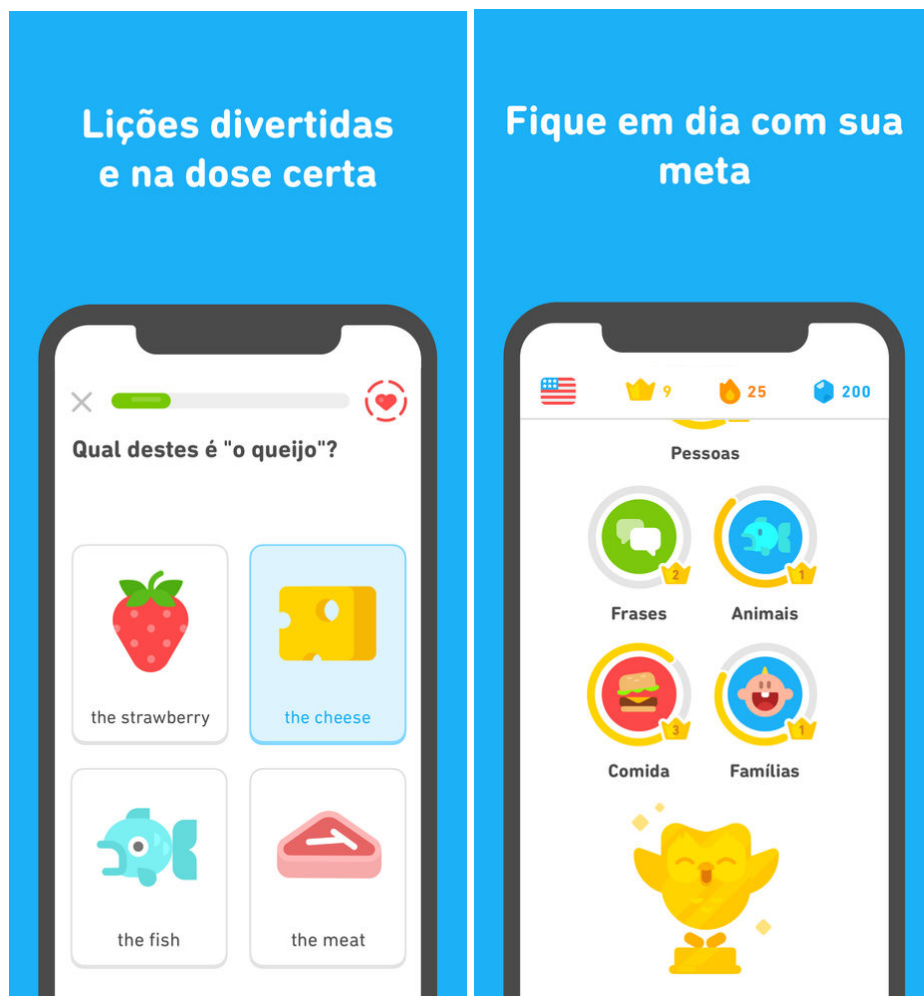 Lições divertidas
e na dose certa
Qual destes é "o queijo"?
the strawberry
the cheese
the fish
the meat
Fique em dia com sua
meta
9
25
200
Pessoas
2
1
Frases
Animais
3
1
Comida
Famílias